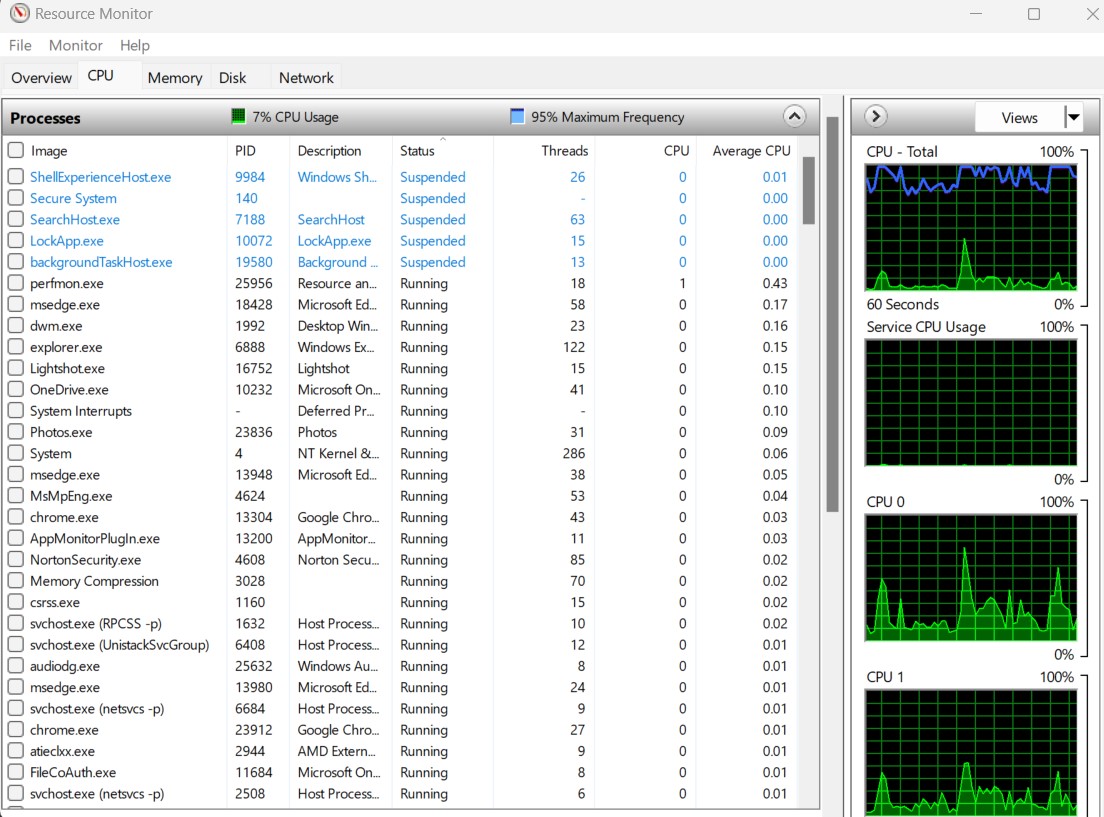 Resource Monitor
File Monitor Help
Overview CPU Memory Disk Network
Processes 7% CPU Usage 95% Maximum Frequency
Image PID Description Status Threads CPU Average CPU
ShellExperienceHost.exe 9984 Windows Sh... Suspended 26 0 0.01
Secure System 140 Suspended - 0 0.00
SearchHost.exe 7188 SearchHost Suspended 63 0 0.00
LockApp.exe 10072 LockApp.exe Suspended 15 0 0.00
backgroundTaskHost.exe 19580 Background ... Suspended 13 0 0.00
perfmon.exe 25956 Resource an... Running 18 1 0.43
msedge.exe 18428 Microsoft Ed... Running 58 0 0.17
dwm.exe 1992 Desktop Win... Running 23 0 0.16
explorer.exe 6888 Windows Ex... Running 122 0 0.15
Lightshot.exe 16752 Lightshot Running 15 0 0.15
OneDrive.exe 10232 Microsoft On... Running 41 0 0.10
System Interrupts - Deferred Pr... Running - 0 0.10
Photos.exe 23836 Photos Running 31 0 0.09
System 4 NT Kernel &... Running 286 0 0.06
msedge.exe 13948 Microsoft Ed... Running 38 0 0.05
MsMpEng.exe 4624 Running 53 0 0.04
chrome.exe 13304 Google Chro... Running 43 0 0.03
AppMonitorPlugIn.exe 13200 AppMonitor... Running 11 0 0.03
NortonSecurity.exe 4608 Norton Secu... Running 85 0 0.02
Memory Compression 3028 Running 70 0 0.02
csrss.exe 1160 Running 15 0 0.02
svchost.exe (RPCSS -p) 1632 Host Process... Running 10 0 0.02
svchost.exe (UnistackSvcGroup) 6408 Host Process... Running 12 0 0.01
audiodg.exe 25632 Windows Au... Running 8 0 0.01
msedge.exe 13980 Microsoft Ed... Running 24 0 0.01
svchost.exe (netsvcs -p) 6684 Host Process... Running 9 0 0.01
chrome.exe 23912 Google Chro... Running 27 0 0.01
atieclxx.exe 2944 AMD Extern... Running 9 0 0.01
FileCoAuth.exe 11684 Microsoft On... Running 8 0 0.01
svchost.exe (netsvcs -p) 2508 Host Process... Running 6 0 0.01
Views
CPU - Total 100%
60 Seconds 0%
Service CPU Usage 100%
0%
CPU 0 100%
0%
CPU 1 100%